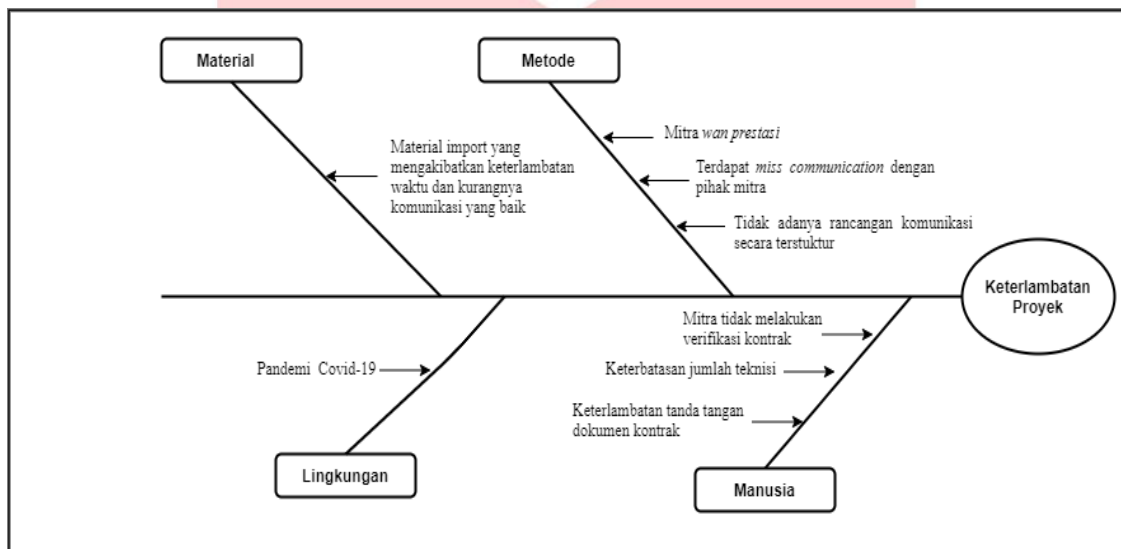 Material
Metode
Mitra wan prestasi
Material import yang
mengakibatkan keterlambatan
waktu dan kurangnya
komunikasi yang baik
Terdapat miss communication dengan
pihak mitra
Tidak adanya rancangan komunikasi
secara terstuktur
Keterlambatan
Proyek
Mitra tidak melakukan
verifikasi kontrak
Pandemi Covid-19
Keterbatasan jumlah teknisi
Keterlambatan tanda tangan
dokumen kontrak
Lingkungan
Manusia